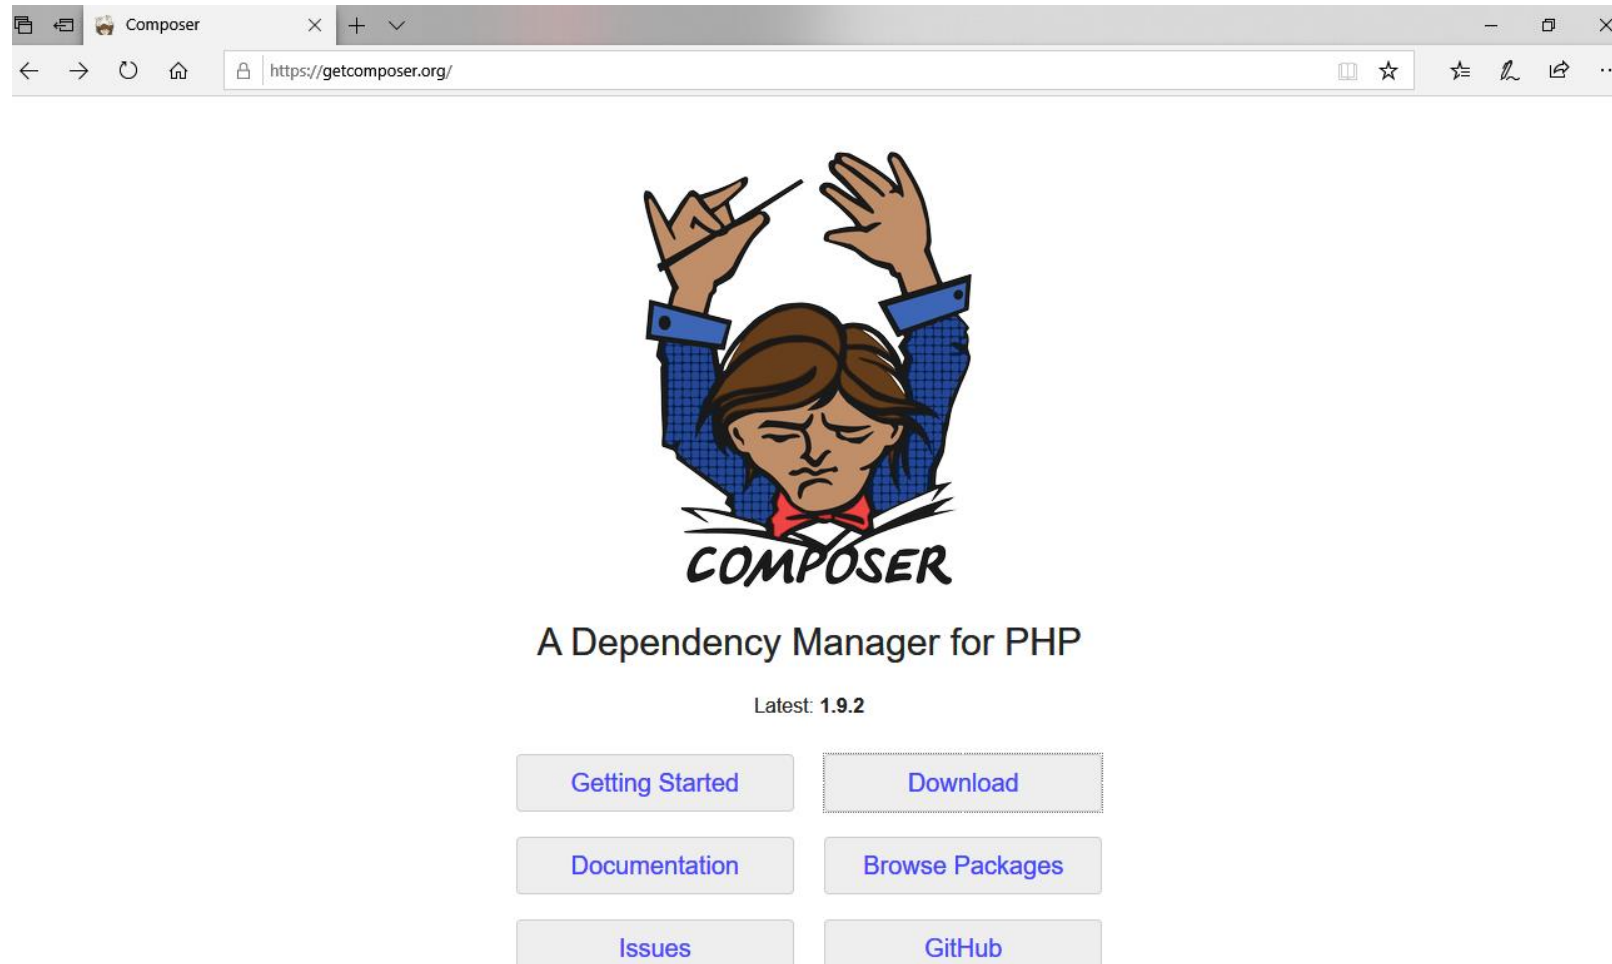 Composer
https://getcomposer.org/
COMPOSER
A Dependency Manager for PHP
Latest: 1.9.2
Getting Started
Download
Documentation
Browse Packages
Issues
GitHub